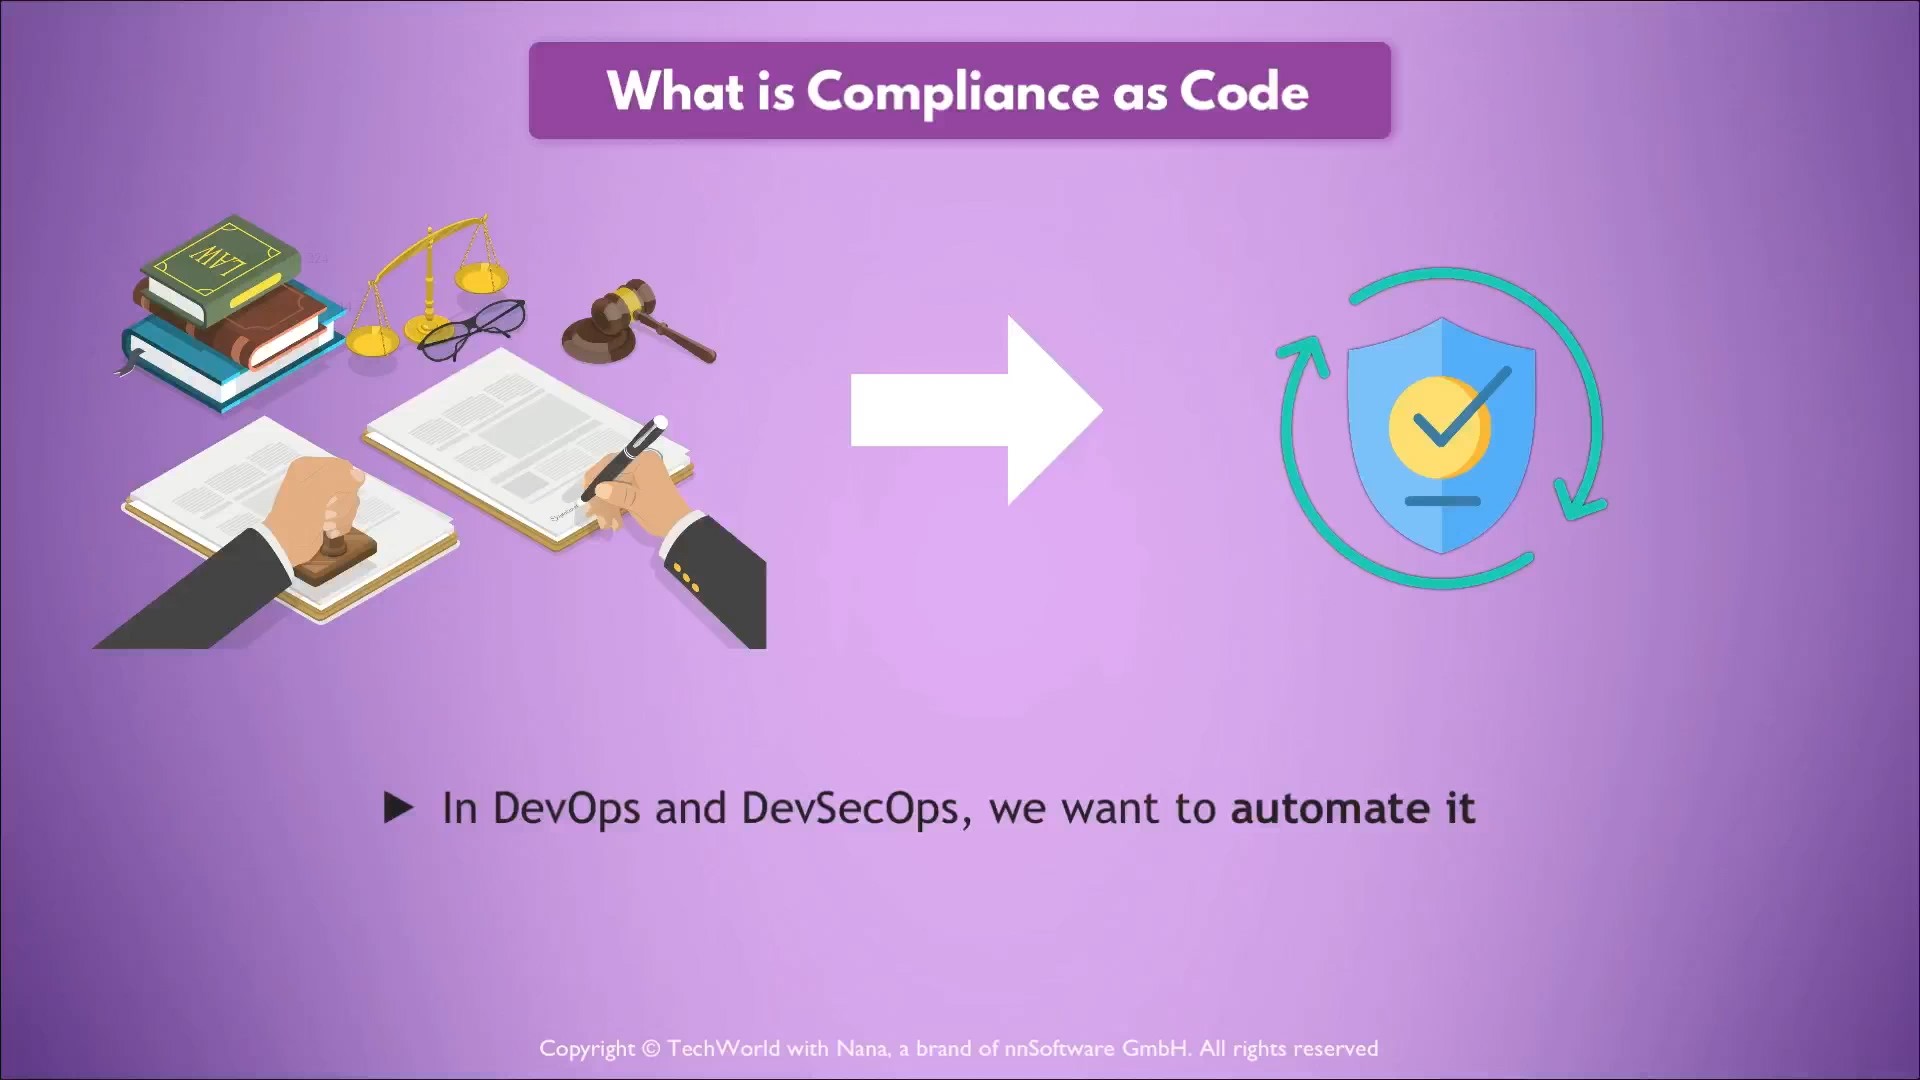 What is Compliance as Code
LAW
▶ In DevOps and DevSecOps, we want to automate it
Copyright © TechWorld with Nana, a brand of nnSoftware GmbH. All rights reserved